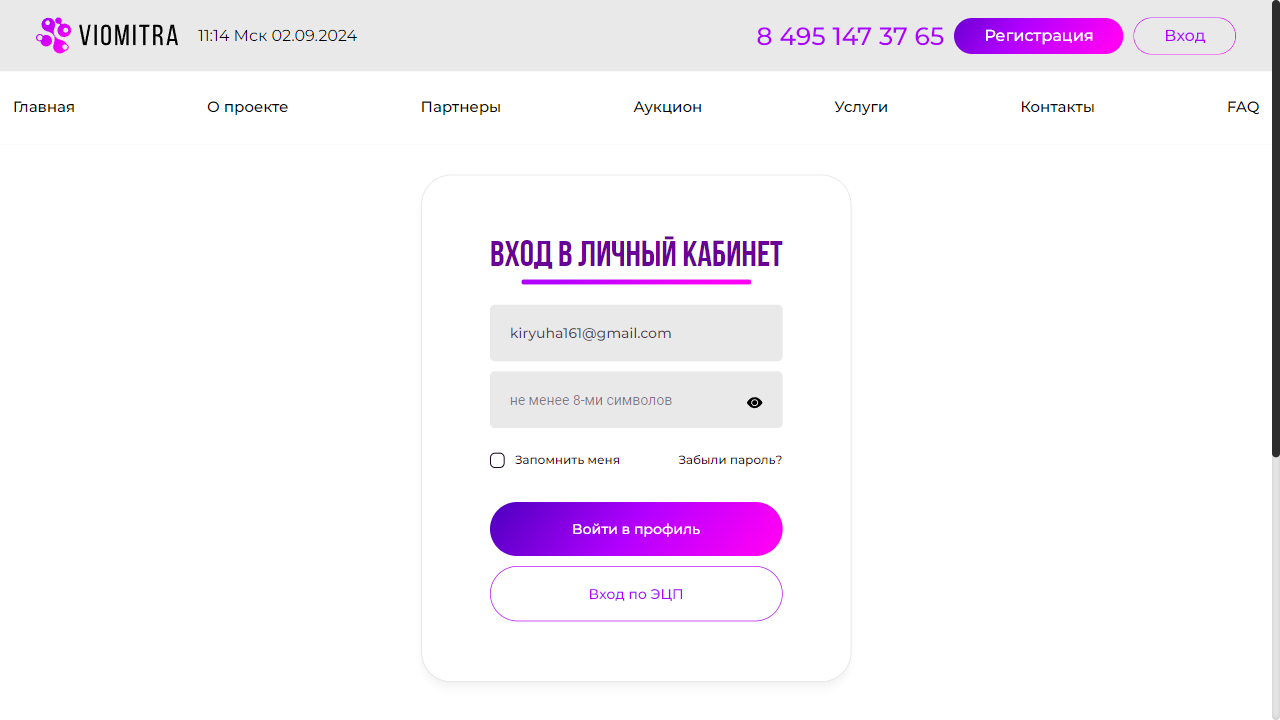 VIOMITRA 11:14 Мск 02.09.2024 8 495 147 37 65 Регистрация Вход
Главная О проекте Партнеры Аукцион Услуги Контакты FAQ
ВХОД В ЛИЧНЫЙ КАБИНЕТ
kiryuha161@gmail.com
не менее 8-ми символов
Запомнить меня Забыли пароль?
Войти в профиль
Вход по ЭЦП